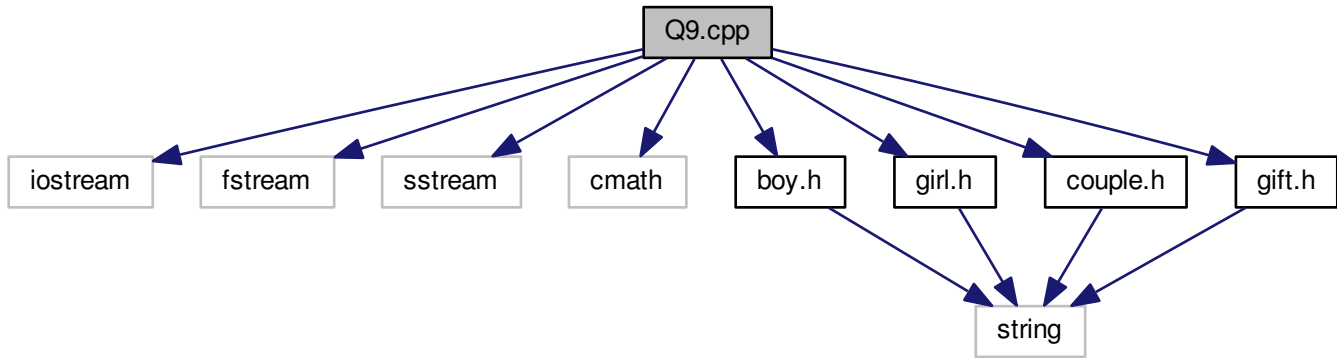 Q9.cpp
iostream
fstream
sstream
cmath
boy.h
girl.h
couple.h
gift.h
string